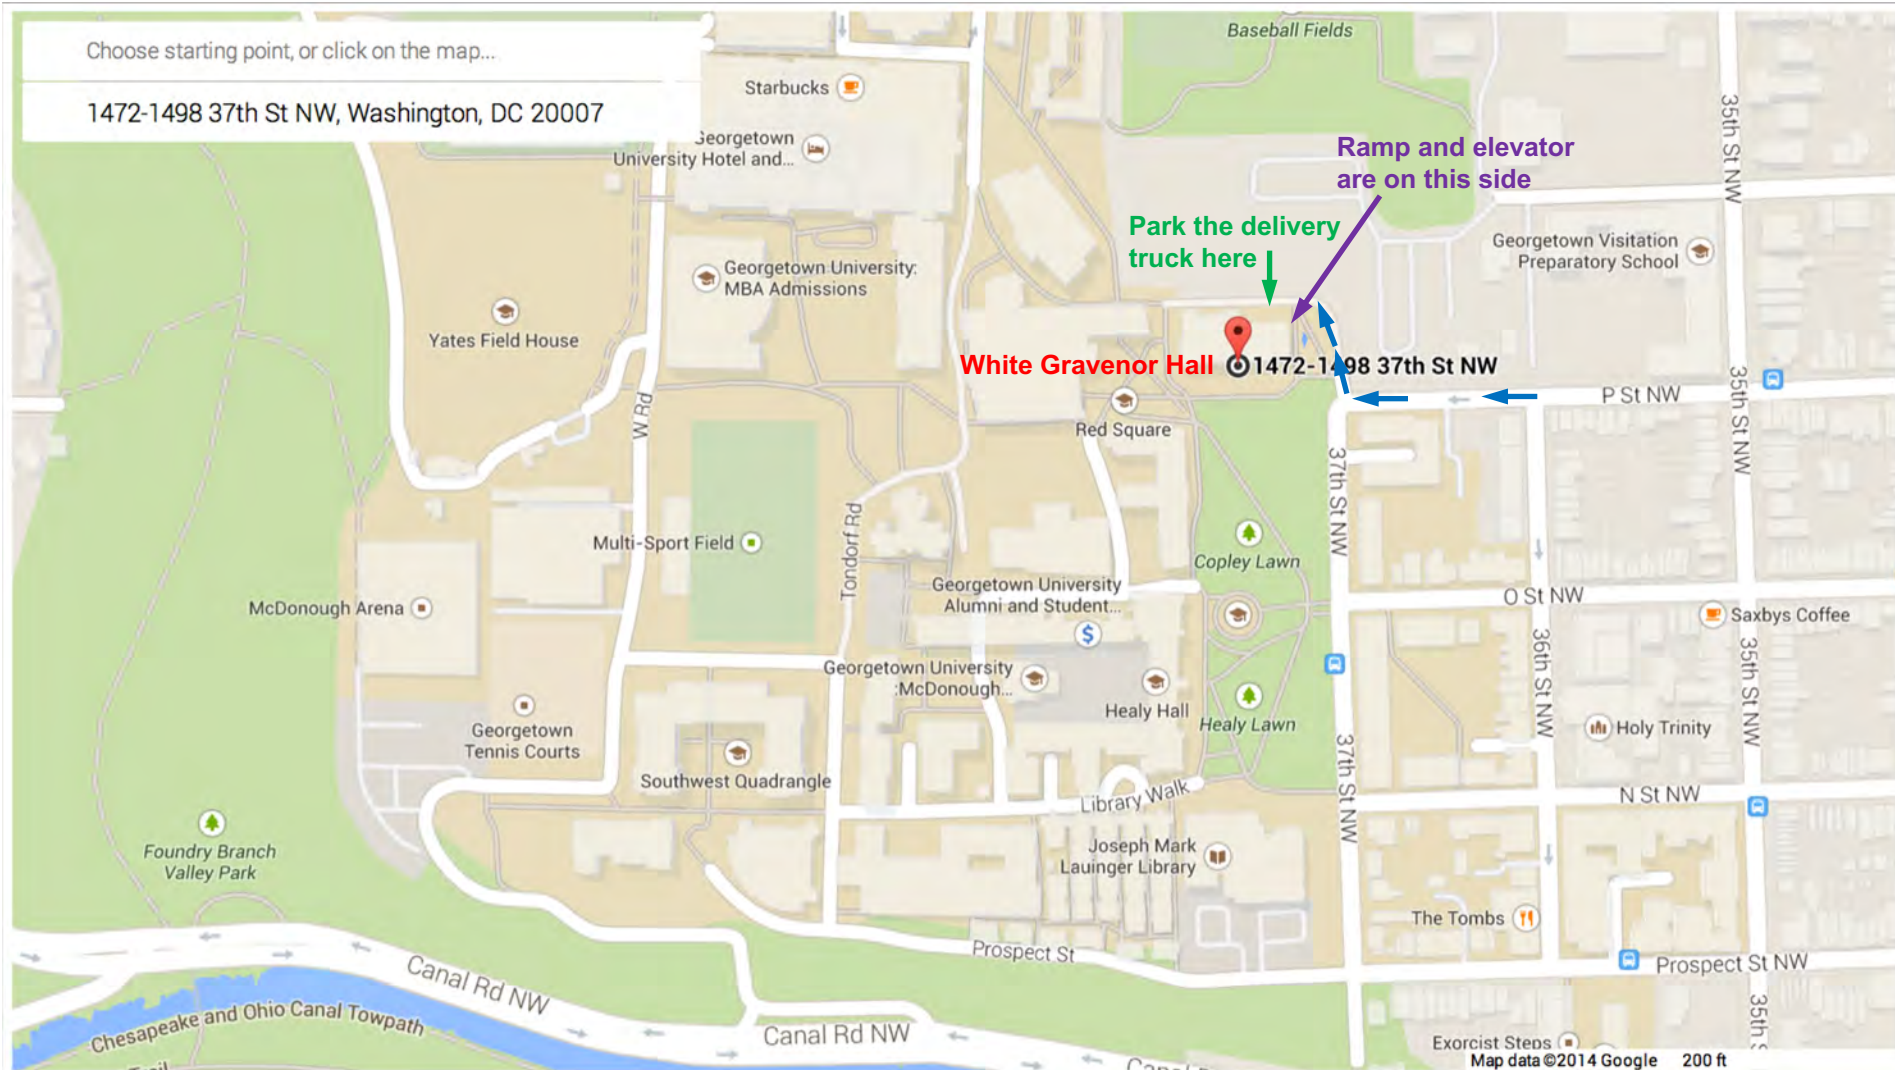 Choose starting point, or click on the map...
1472-1498 37th St NW, Washington, DC 20007
Baseball Fields
Starbucks
Georgetown
University Hotel and...
35th St NW
Ramp and elevator
are on this side
Park the delivery
truck here
Georgetown Visitation
Preparatory School
Georgetown University:
MBA Admissions
Yates Field House
White Gravenor Hall
1472-1498 37th St NW
P St NW
35th St NW
W Rd
Red Square
37th St NW
Tondorf Rd
Multi-Sport Field
Copley Lawn
McDonough Arena
Georgetown University
Alumni and Student...
$
O St NW
Saxbys Coffee
36th St NW
35th St NW
Georgetown University
:McDonough...
Healy Hall
Healy Lawn
Georgetown
Tennis Courts
Holy Trinity
Southwest Quadrangle
37th St NW
Library Walk
N St NW
Foundry Branch
Valley Park
Joseph Mark
Lauinger Library
The Tombs
Prospect St
Prospect St NW
Canal Rd NW
Chesapeake and Ohio Canal Towpath
Canal Rd NW
35th S
Exorcist Steps
Map data ©2014 Google 200 ft
Trail
Canal